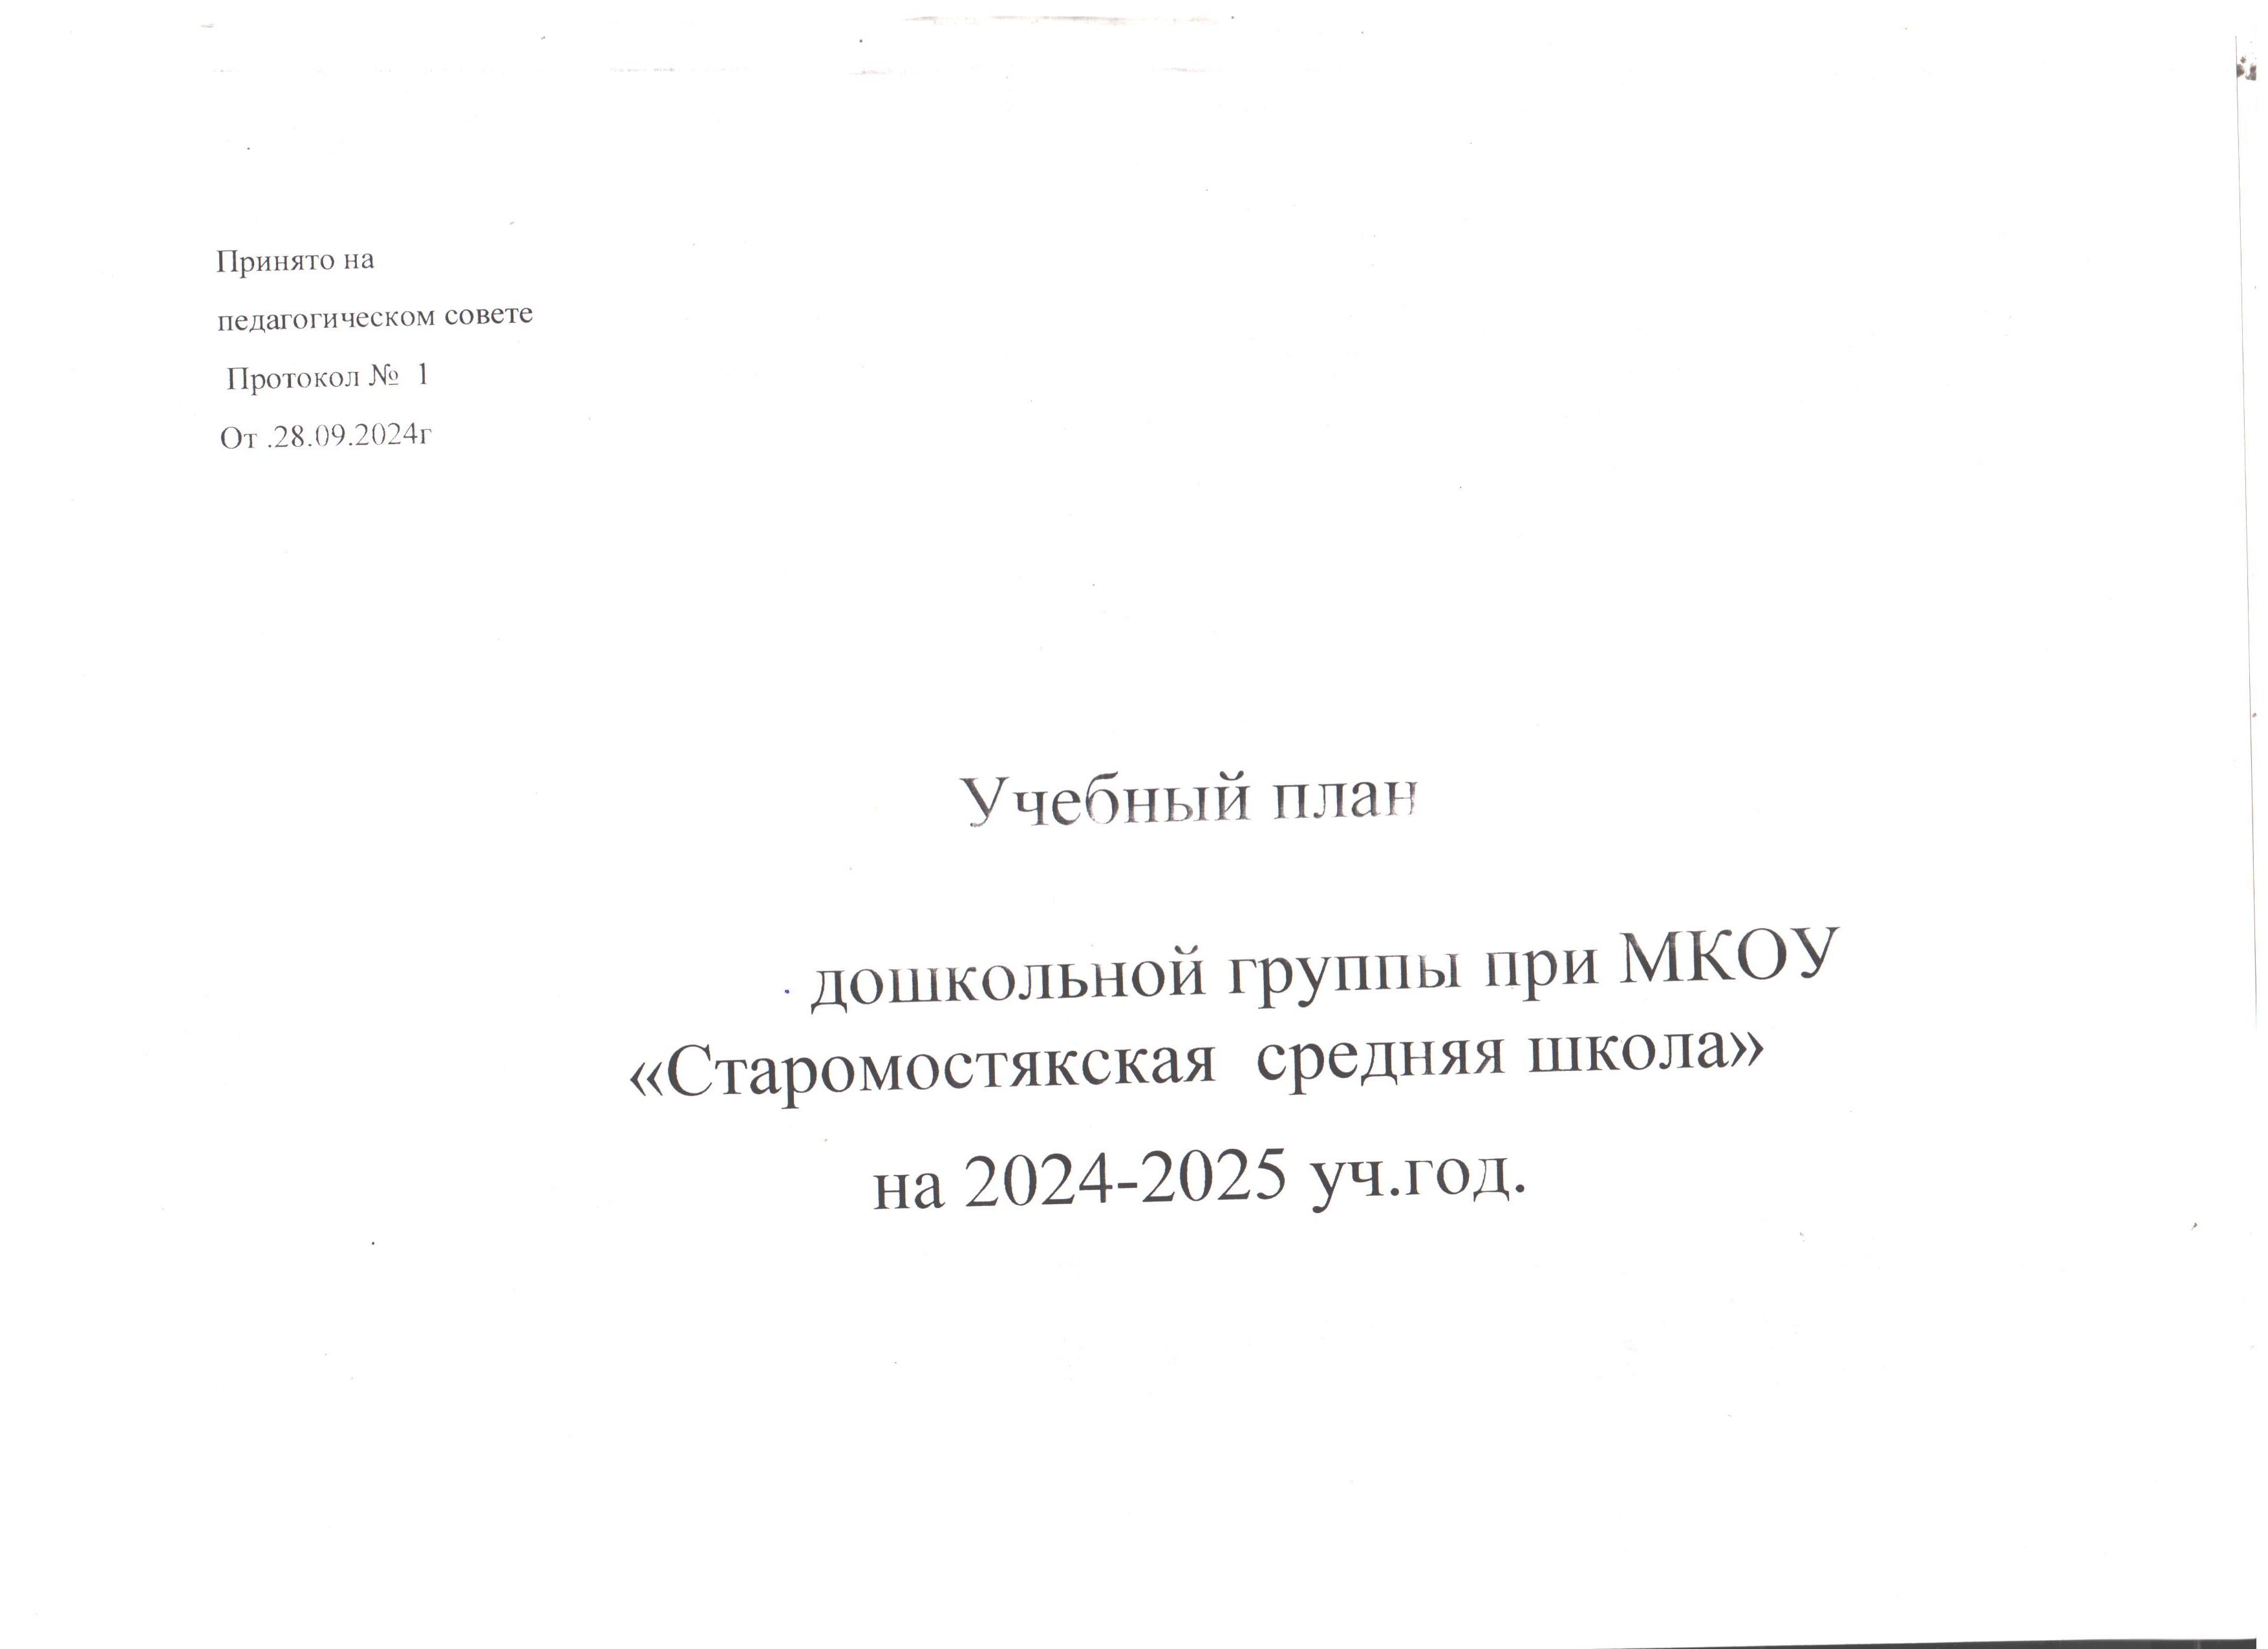 Принято на
педагогическом совете
Протокол № 1
От .28.09.2024г
Учебный план
дошкольной группы при МКОУ
«Старомостякская средняя школа»
на 2024-2025 уч.год.